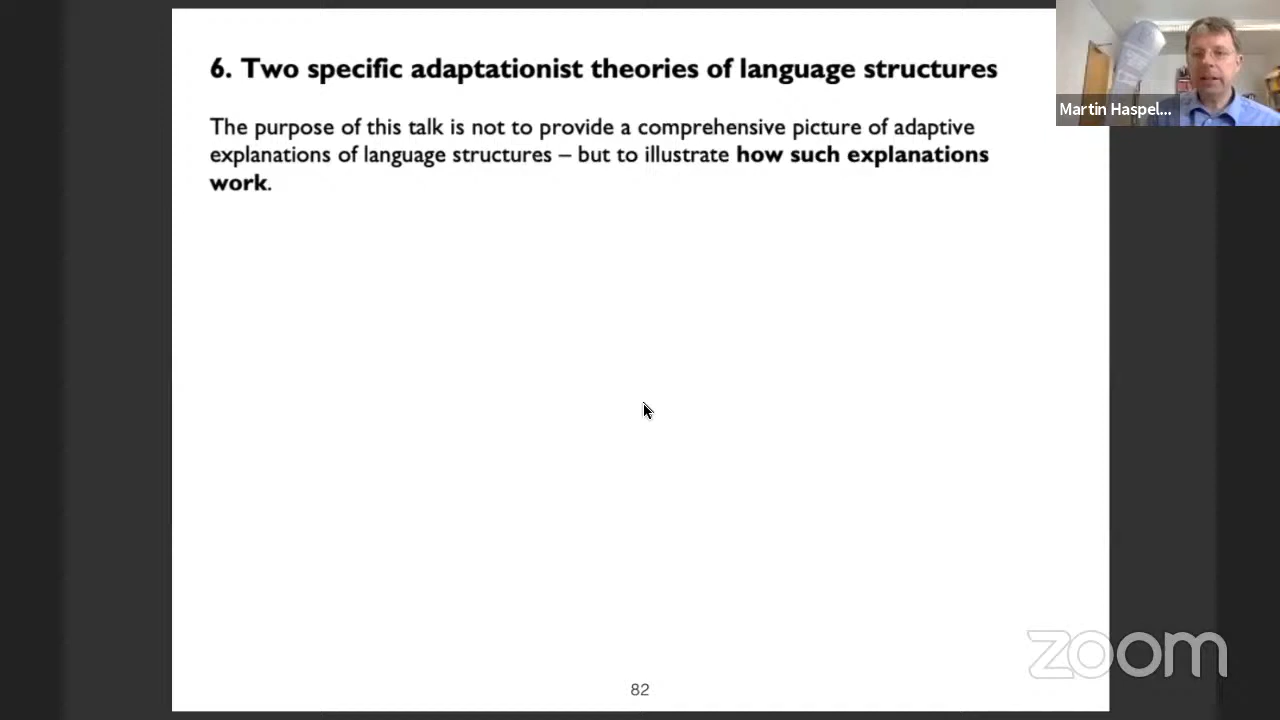 6. Two specific adaptationist theories of language structures
Martin Haspel...
The purpose of this talk is not to provide a comprehensive picture of adaptive
explanations of language structures – but to illustrate how such explanations
work.
zoom
82